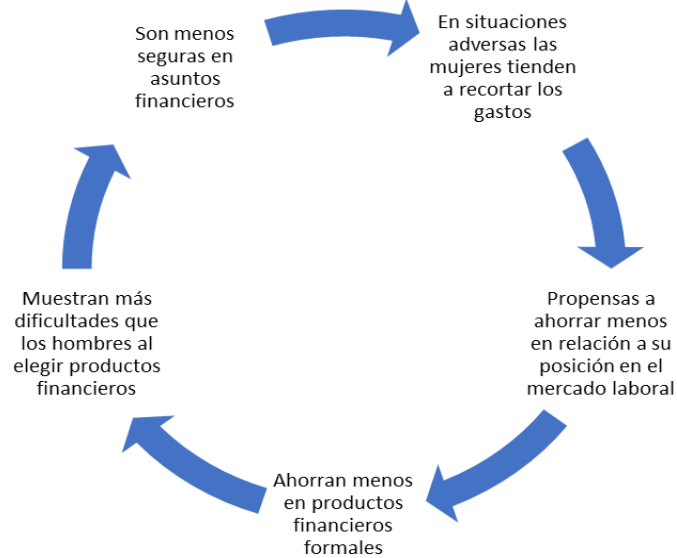 Son menos
seguras en
asuntos
financieros
En situaciones
adversas las
mujeres tienden
a recortar los
gastos
Propensas a
ahorrar menos
en relación a su
posición en el
mercado laboral
Ahorran menos
en productos
financieros
formales
Muestran más
dificultades que
los hombres al
elegir productos
financieros